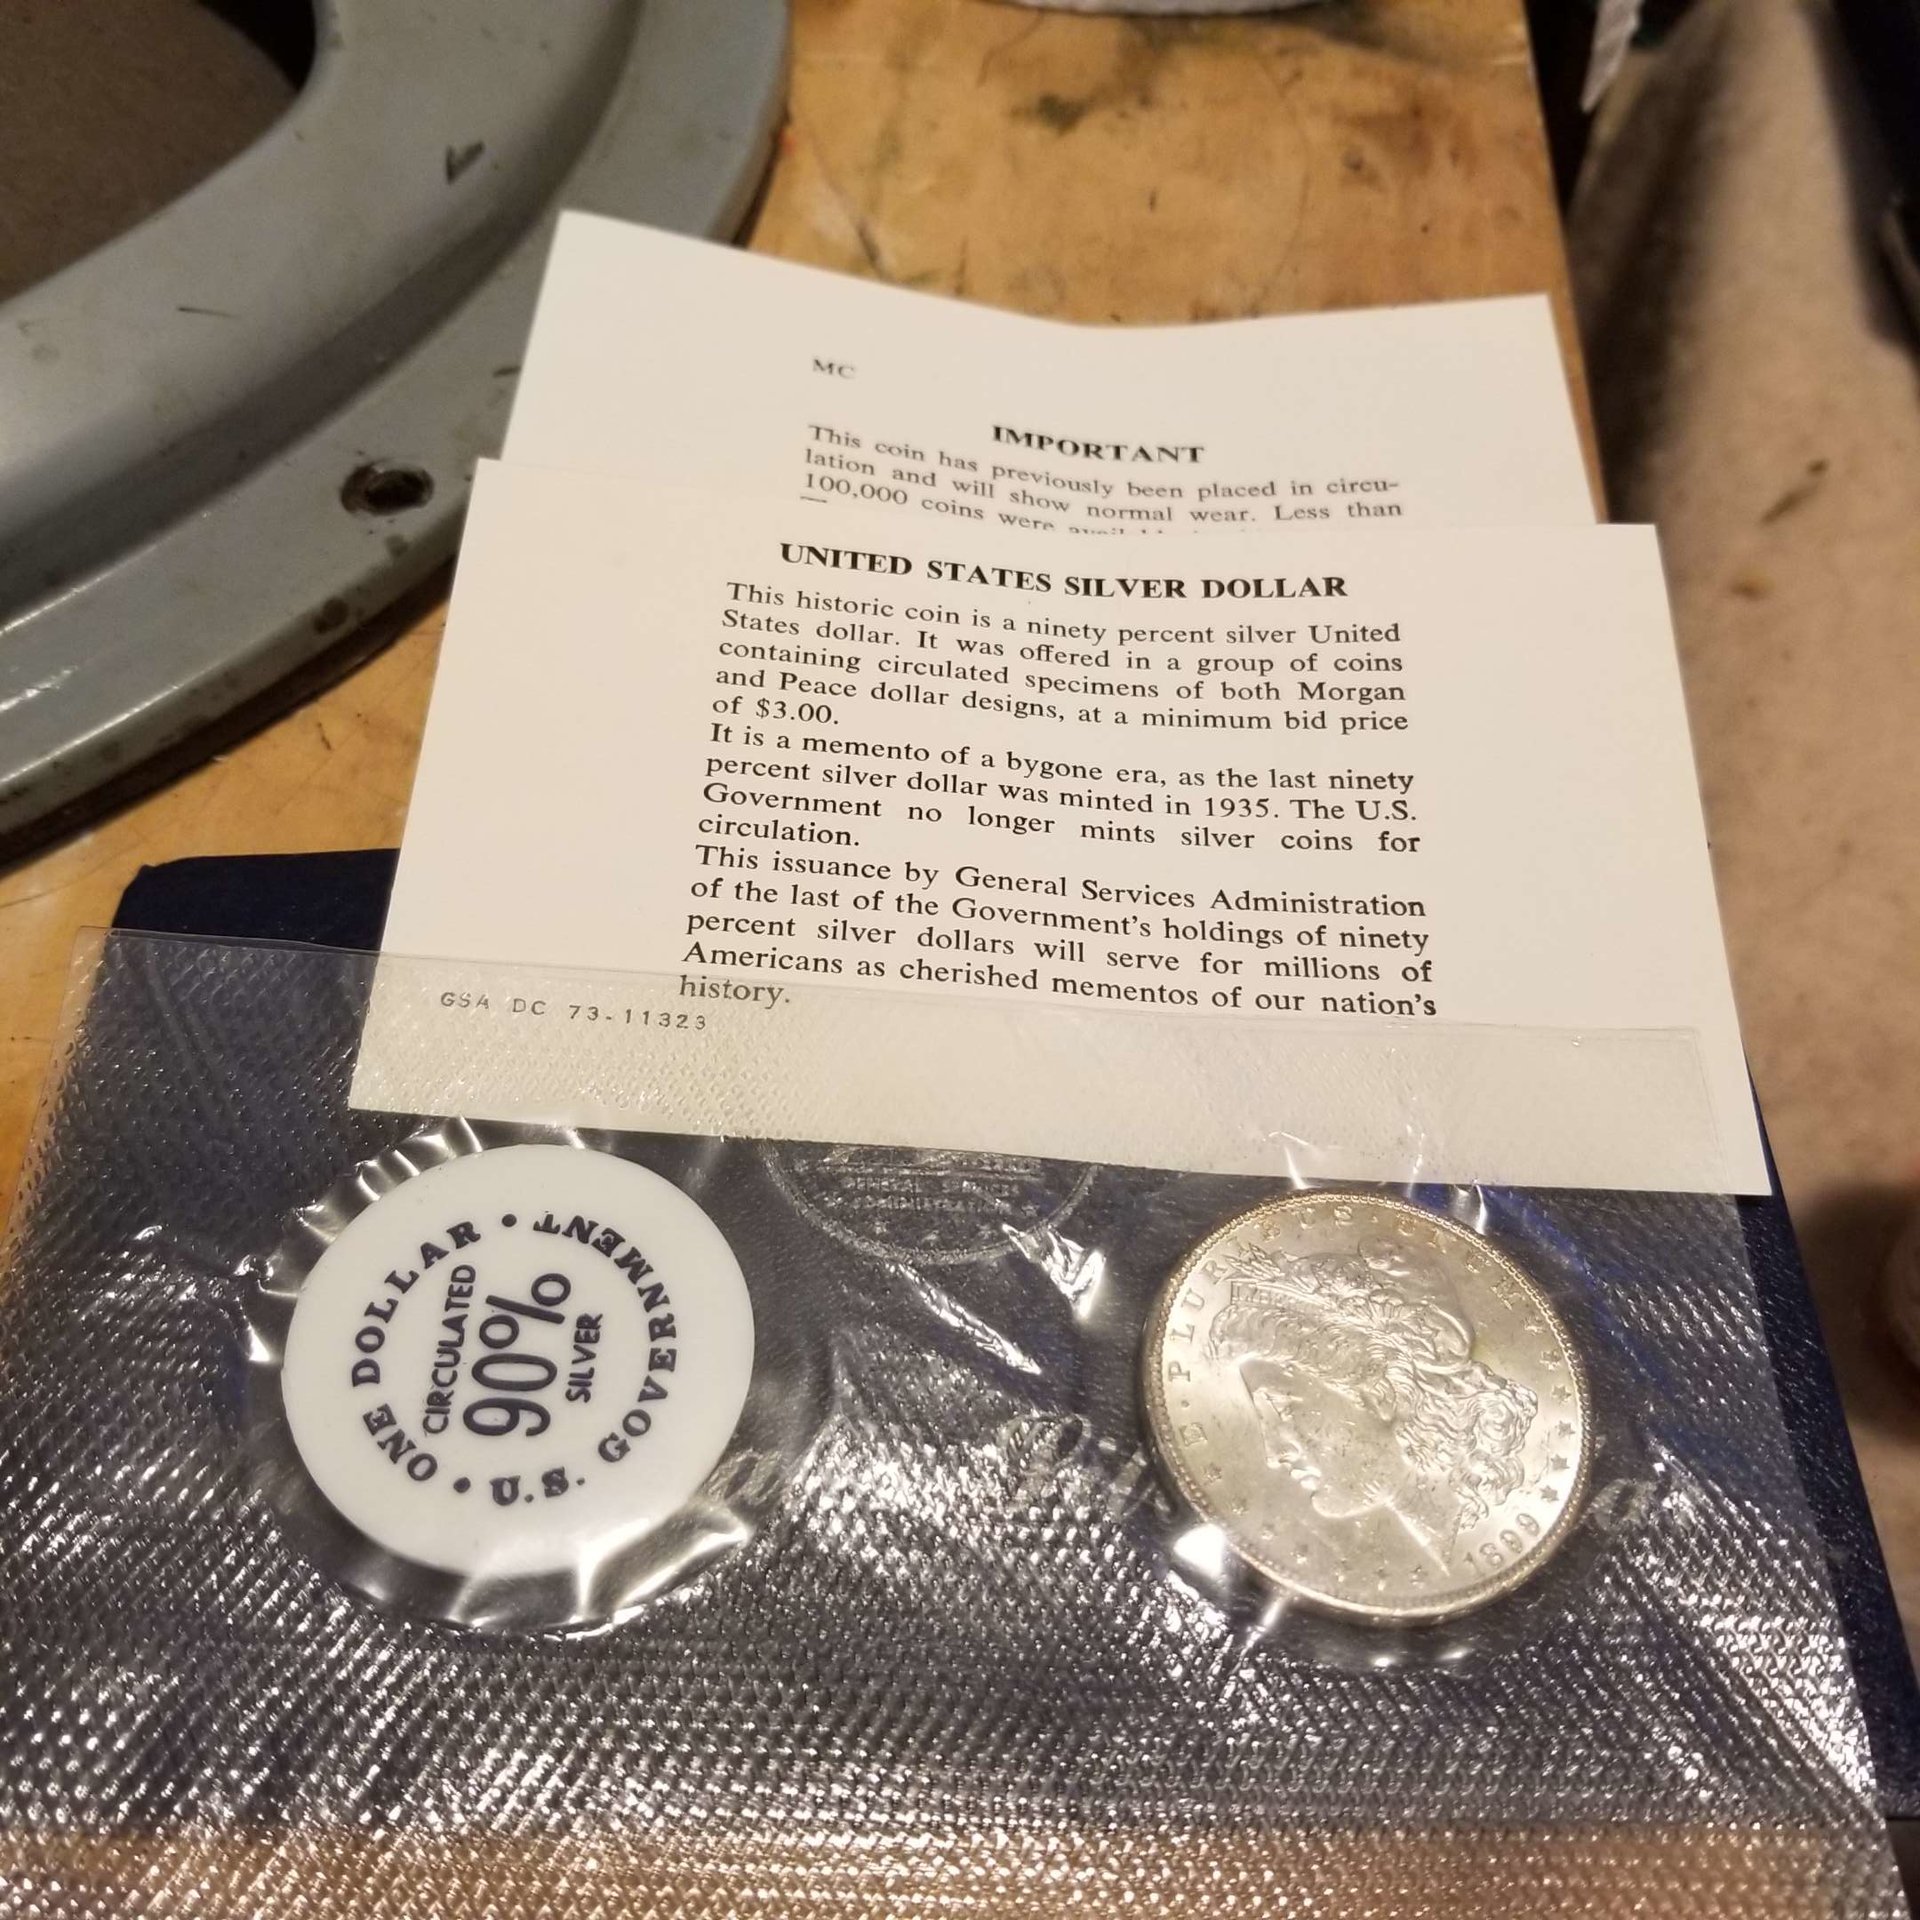 MC
IMPORTANT
This coin has previously been placed in circu-
lation and will show normal wear. Less than
100,000 coins were
UNITED STATES SILVER DOLLAR
This historic coin is a ninety percent silver United
States dollar. It was offered in a group of coins
containing circulated specimens of both Morgan
and Peace dollar designs, at a minimum bid price
of $3.00.
It is a memento of a bygone era, as the last ninety
percent silver dollar was minted in 1935. The U.S.
Government no longer mints silver coins for
circulation.
This issuance by General Services Administration
of the last of the Government's holdings of ninety
percent silver dollars will serve for millions of
Americans as cherished mementos of our nation's
history.
GSA DC 73-11323
ONE DOLLAR •
U.S. GOVERNMENT •
CIRCULATED
90%
SILVER
E·PLURIBUS·UNUM
1899